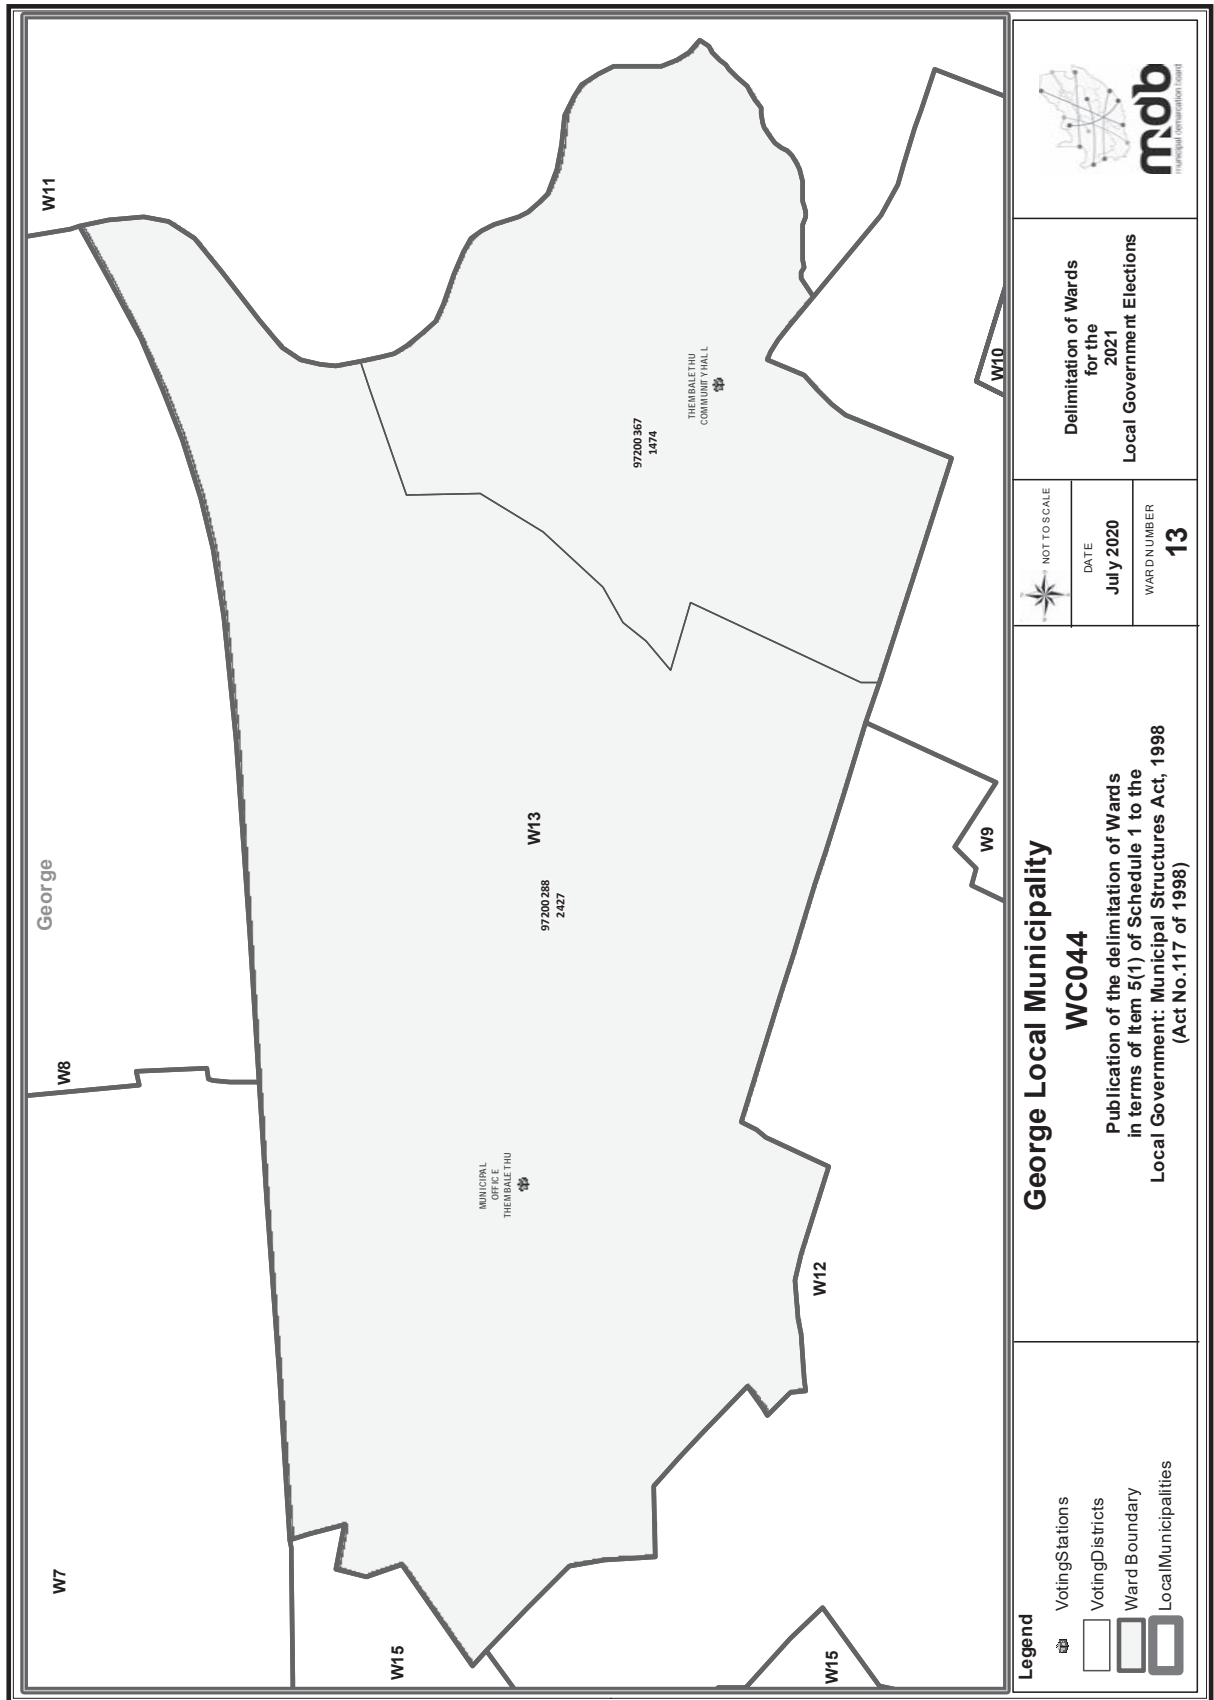 W11
George
W8
W7
W13
97200288
2427
97200367
1474
THEMBALETHU
COMMUNITY HALL
MUNICIPAL
OFFICE
THEMBALETHU
W10
W9
W12
W15
W15
Legend
VotingStations
VotingDistricts
Ward Boundary
LocalMunicipalities
George Local Municipality
WC044
Publication of the delimitation of Wards
in terms of Item 5(1) of Schedule 1 to the
Local Government: Municipal Structures Act, 1998
(Act No.117 of 1998)
NOT TO SCALE
DATE
July 2020
WARD NUMBER
13
Delimitation of Wards
for the
2021
Local Government Elections
mdb
municipal demarcation board